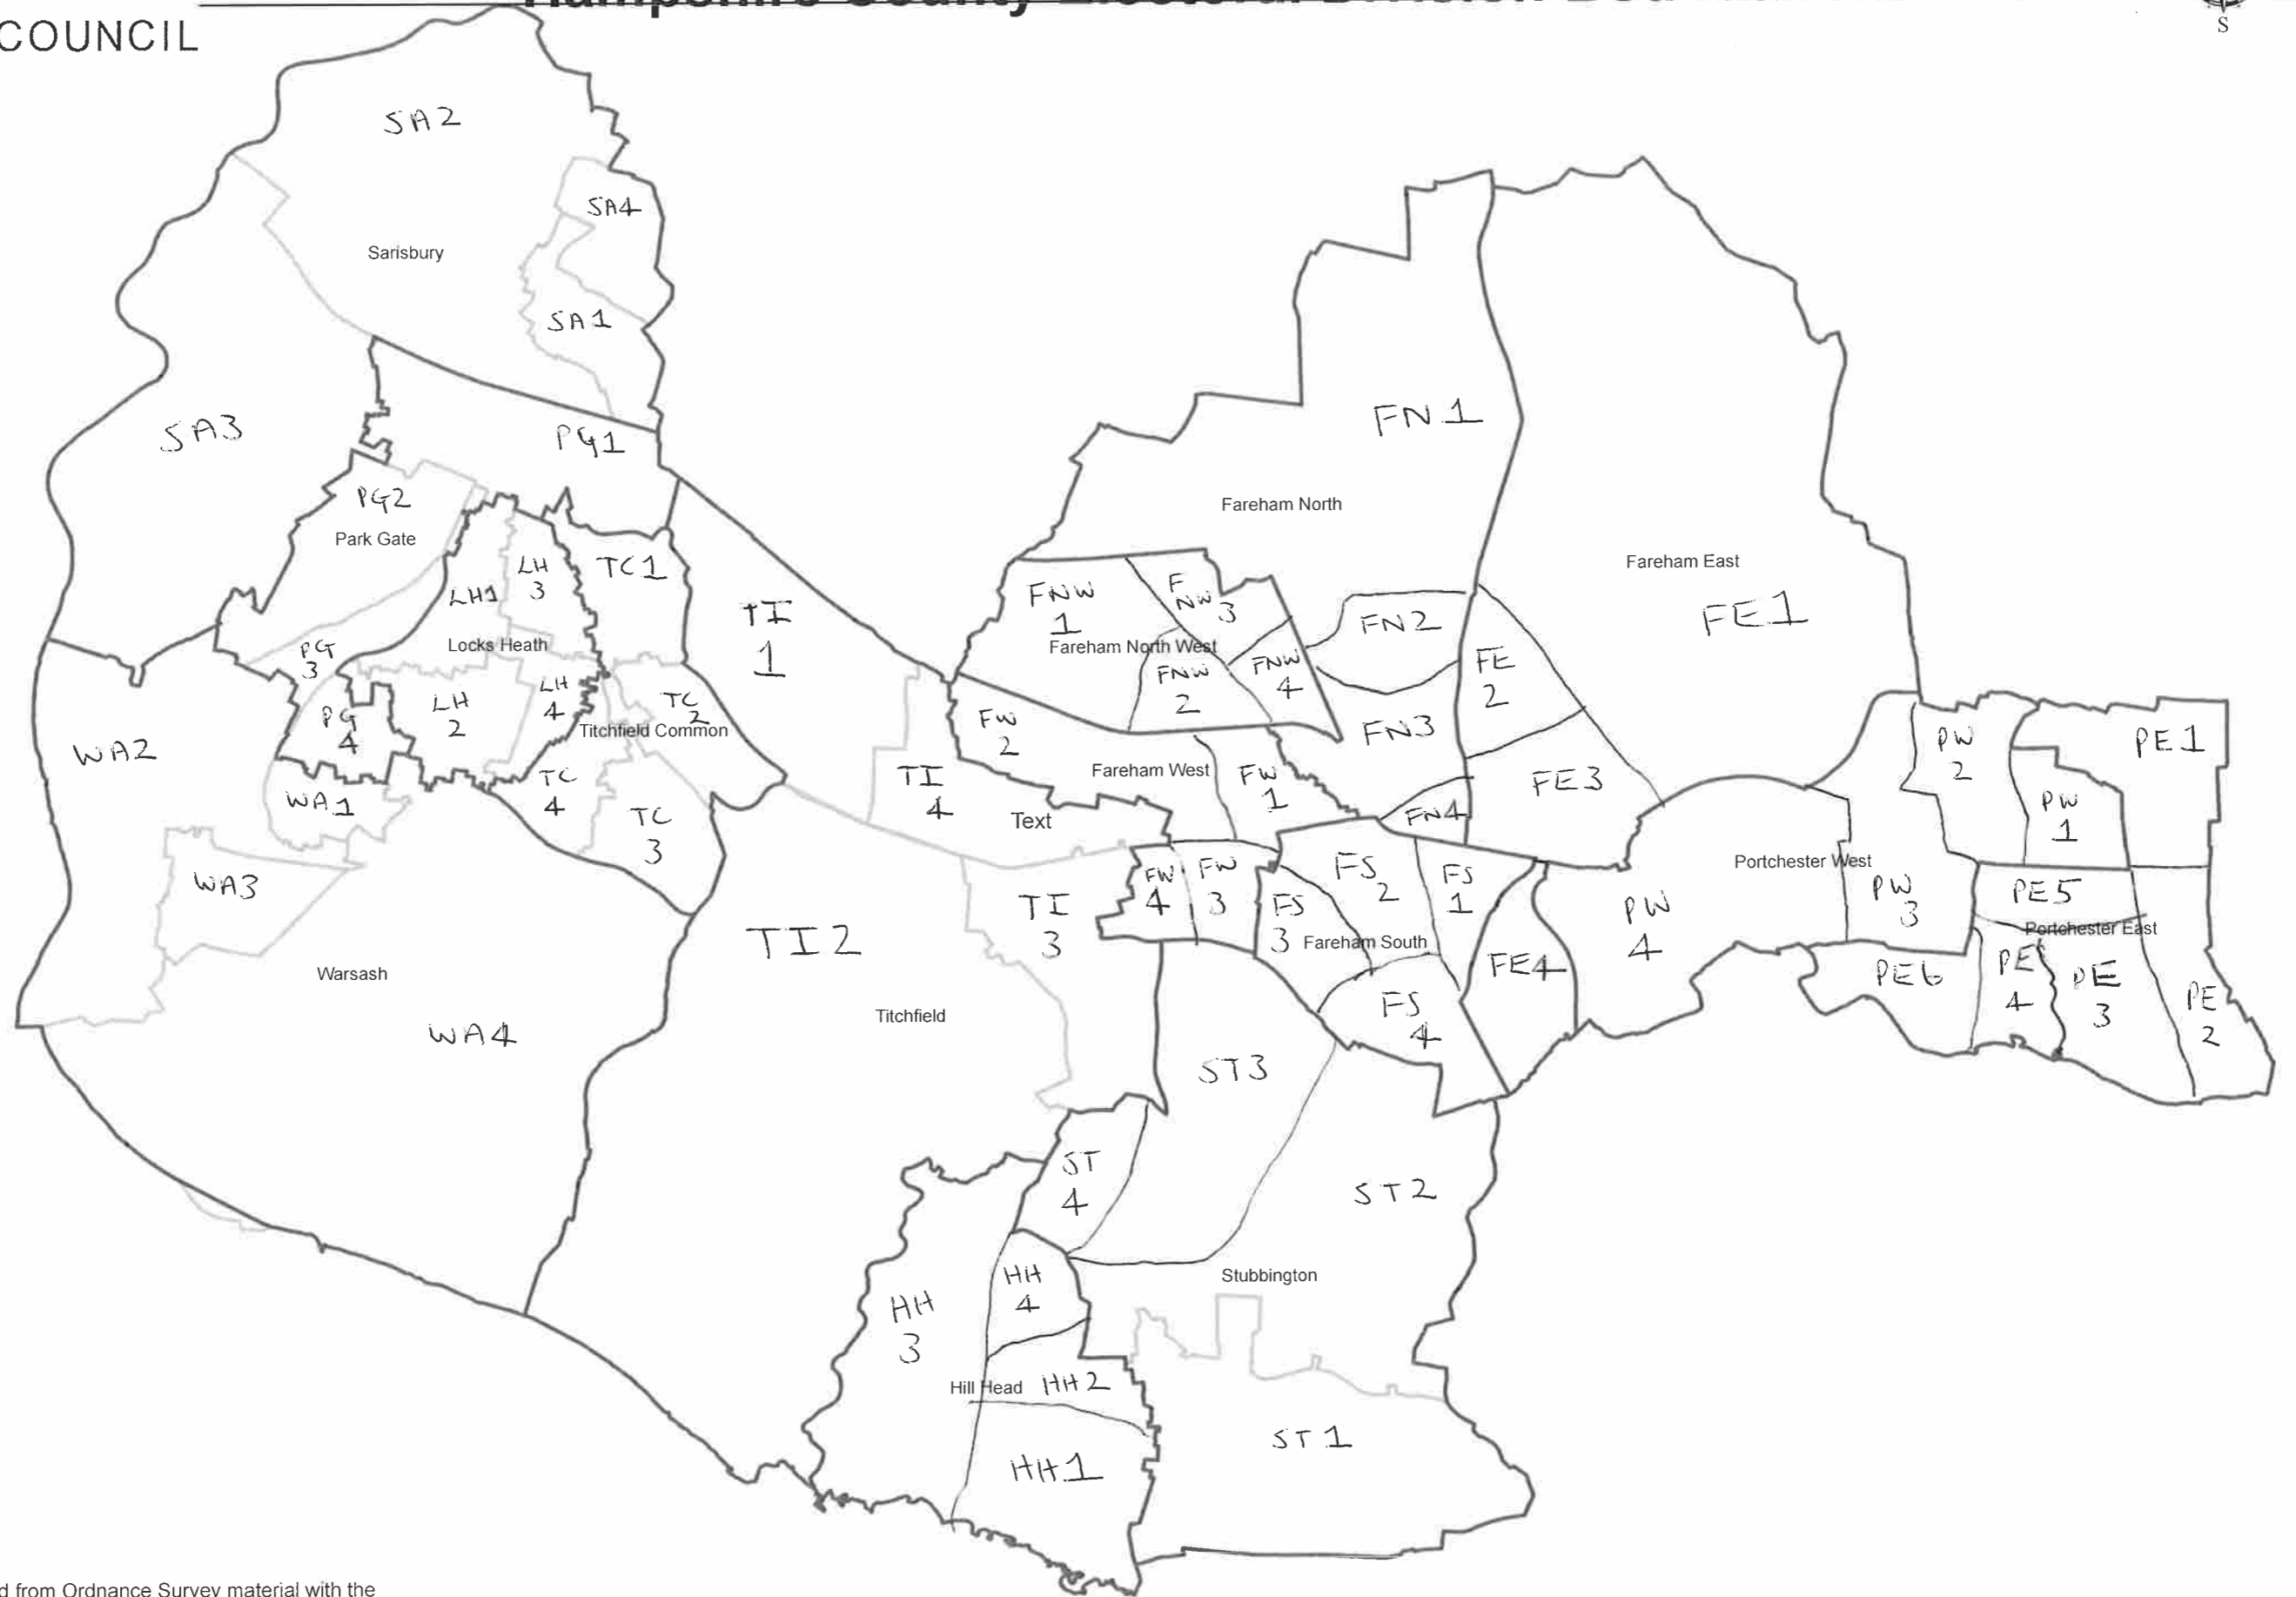 COUNCIL
S
SA2
SA4
Sarisbury
SA1
SA3
PG1
PG2
Park Gate
LH1
LH
3
TC1
TI
1
Locks Heath
PG
3
PG
4
LH
2
LH
4
TC
2
Titchfield Common
TC
4
TC
3
WA2
WA1
WA3
Warsash
WA4
TI2
Titchfield
TI
3
TI
4
Text
FN1
Fareham North
FNW
1
F
NW
3
Fareham North West
FNW
2
FNW
4
FN2
FN3
FN4
Fareham East
FE1
FE
2
FE3
FE4
FW
2
Fareham West
FW
1
FW
4
FW
3
FS
2
FS
1
FS
3
Fareham South
FS
4
Portchester West
PW
2
PW
1
PW
3
PW
4
PE1
PE5
Portchester East
PE6
PE
4
PE
3
PE
2
ST3
ST
4
ST2
Stubbington
ST1
HH
3
HH
4
Hill Head
HH2
HH1
d from Ordnance Survey material with the